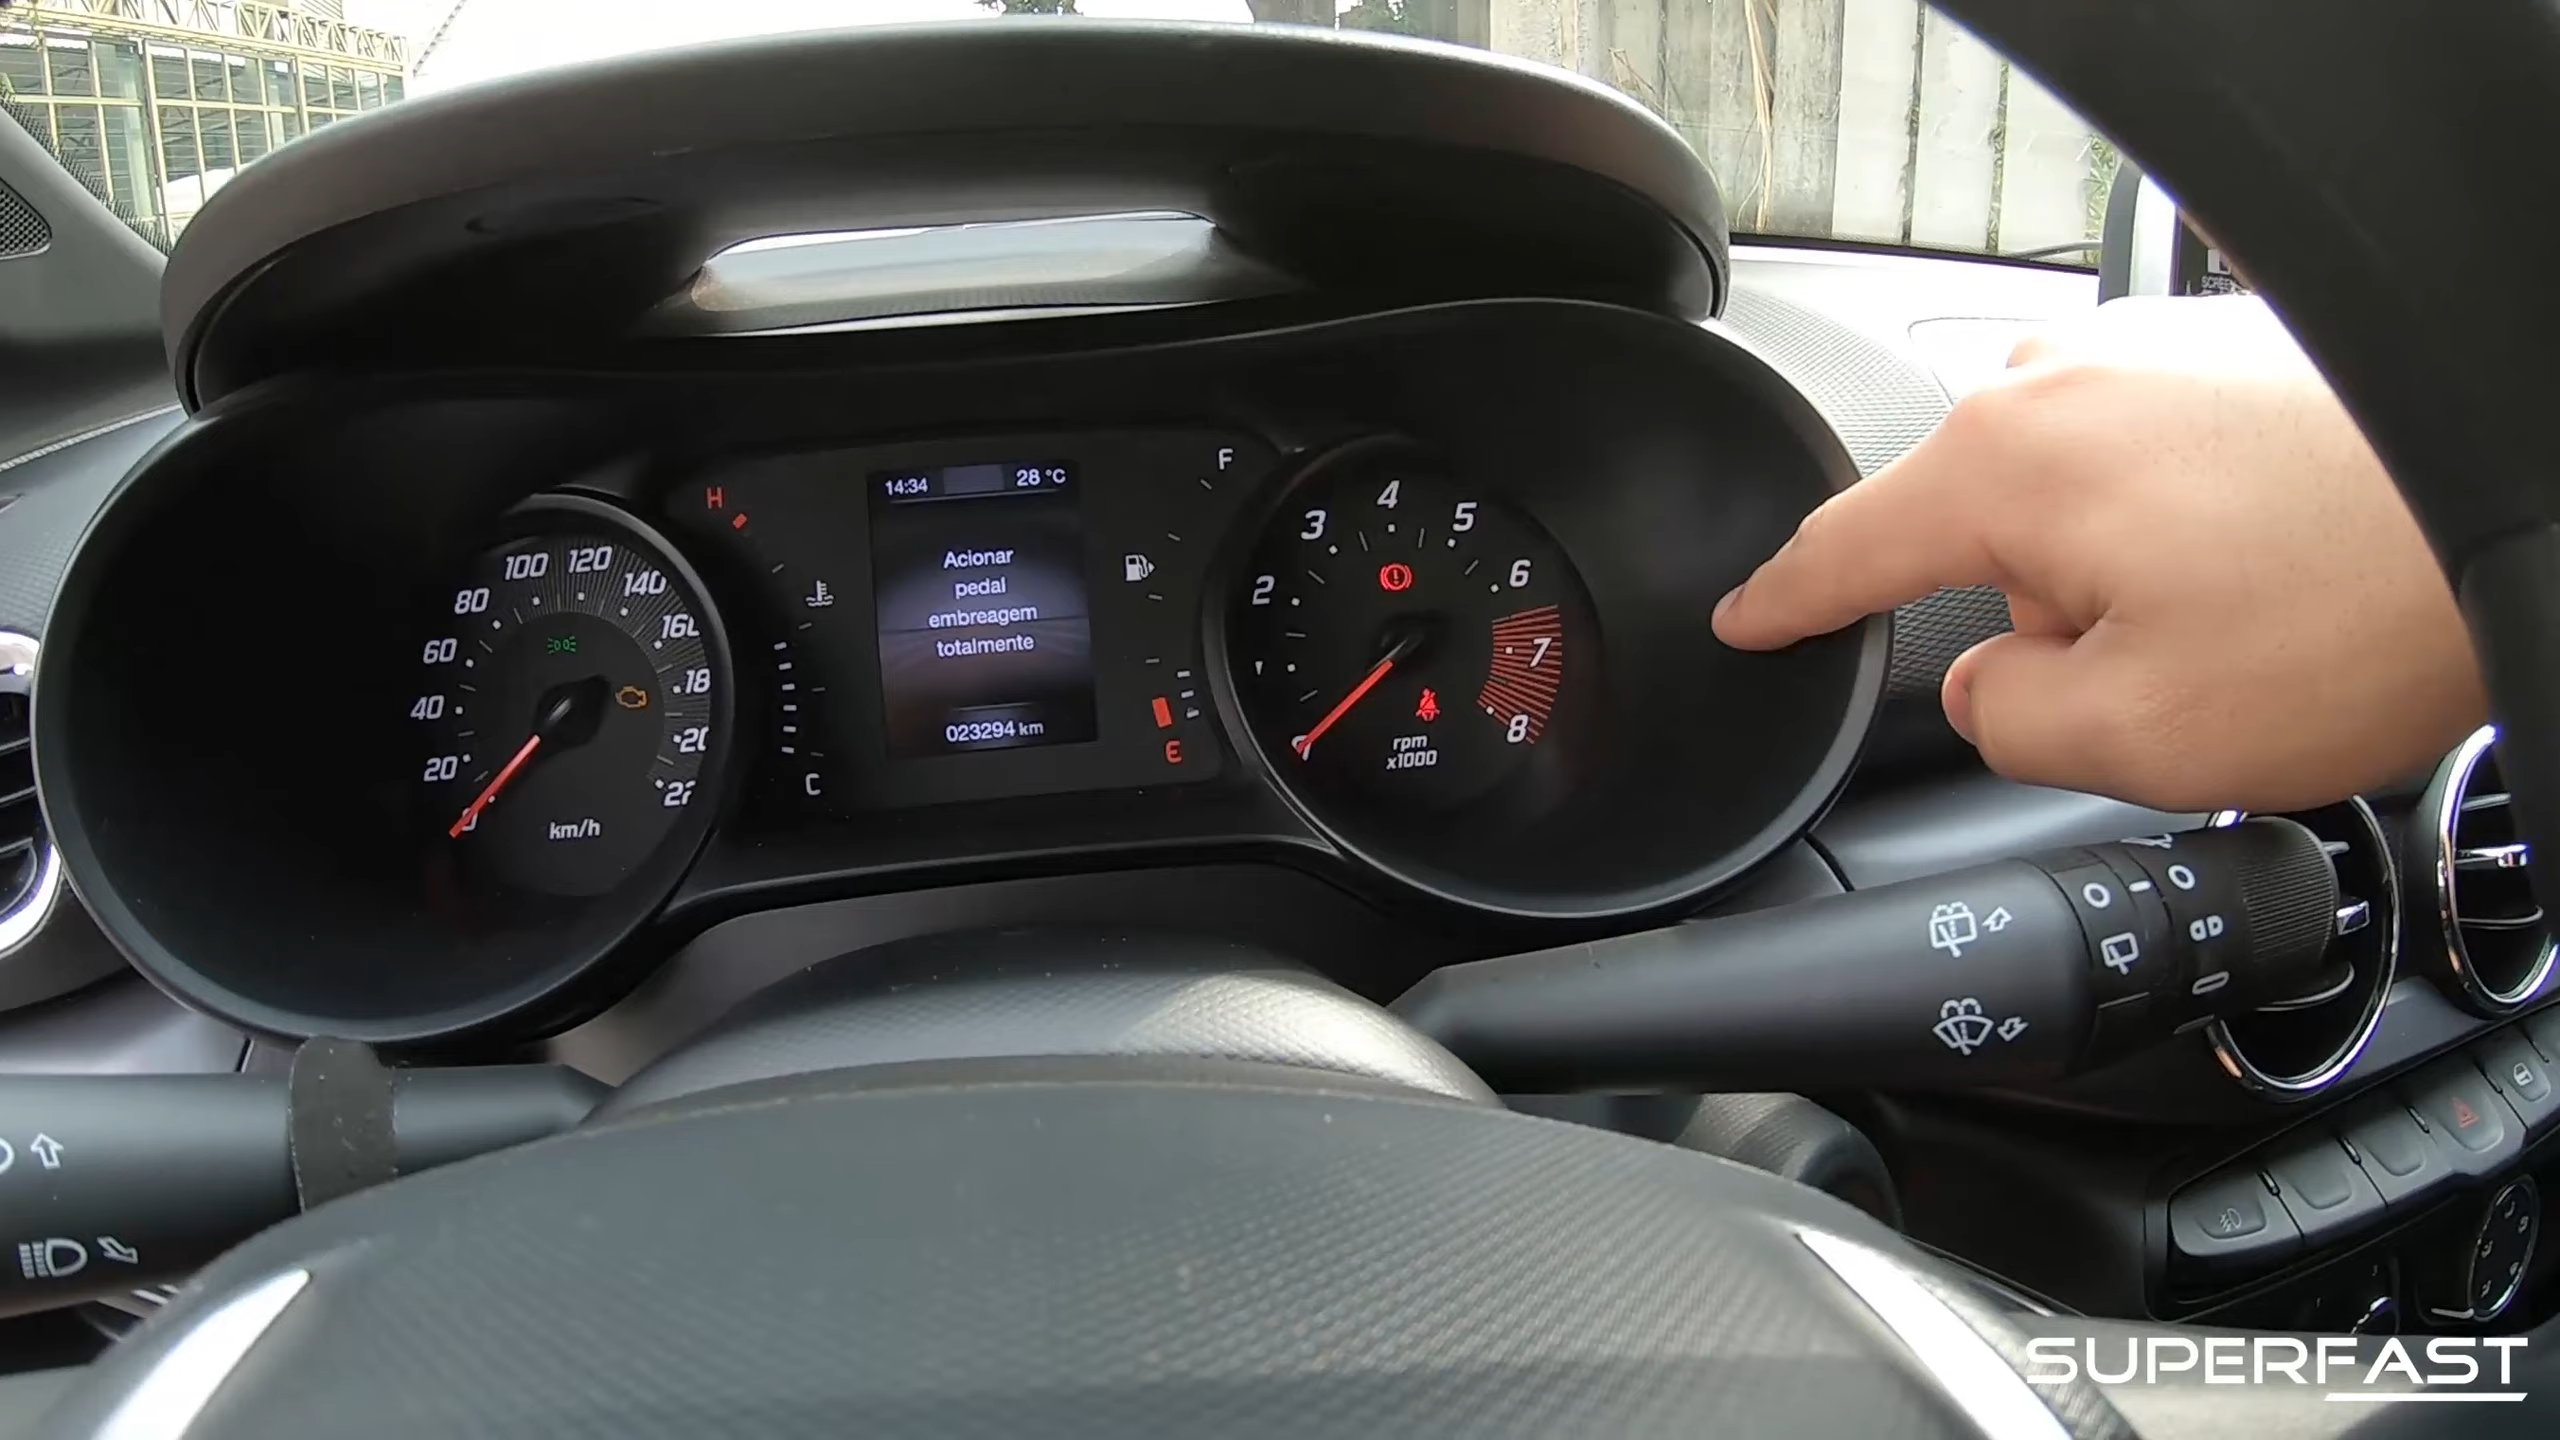 14:34 28 °C
Acionar
pedal
embreagem
totalmente
023294 km
H
C
F
E
20
40
60
80
100
120
140
km/h
2
3
4
5
6
7
8
rpm
x1000
SUPERFAST